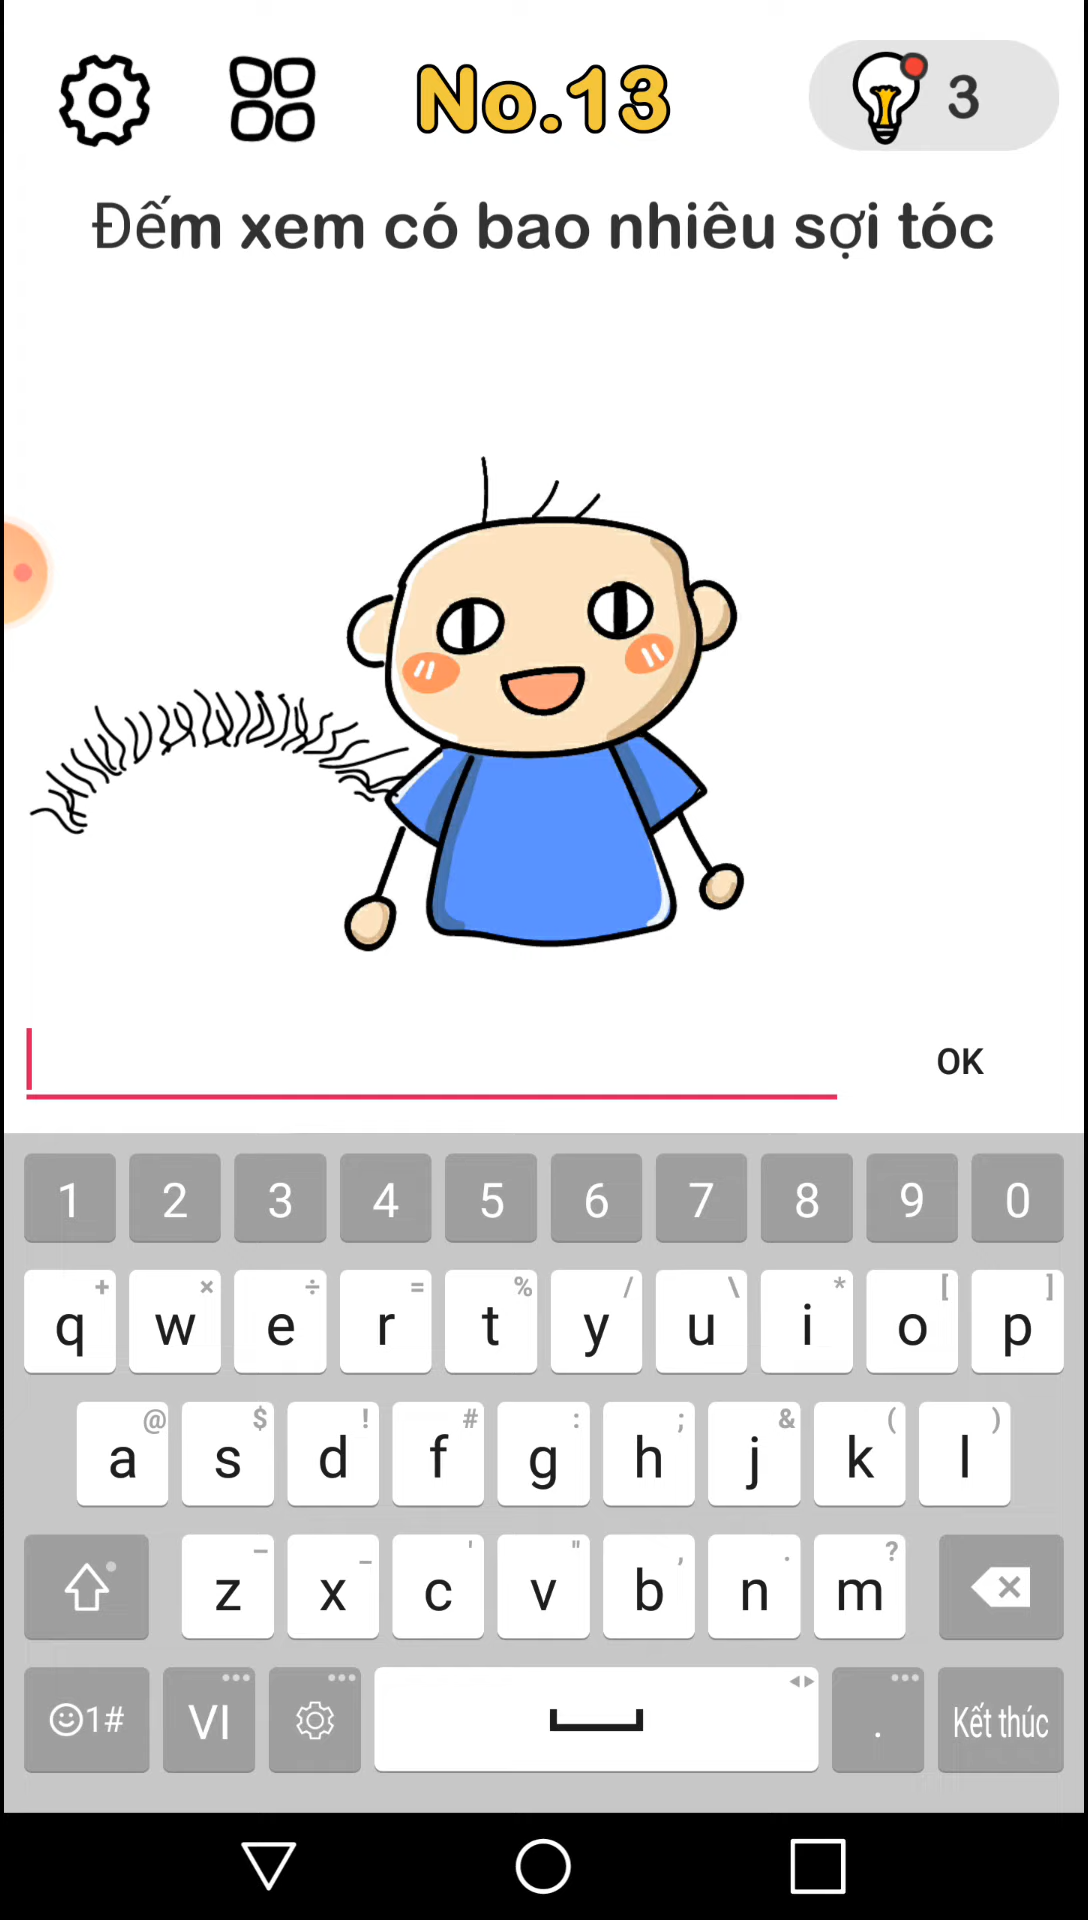 No.13
3
Đếm xem có bao nhiêu sợi tóc
OK
1 2 3 4 5 6 7 8 9 0
+ × ÷ = % / \ * [ ]
q w e r t y u i o p
@ $ ! # : ; & ( )
a s d f g h j k l
– _ ' " , . ?
z x c v b n m
1# VI . Kết thúc